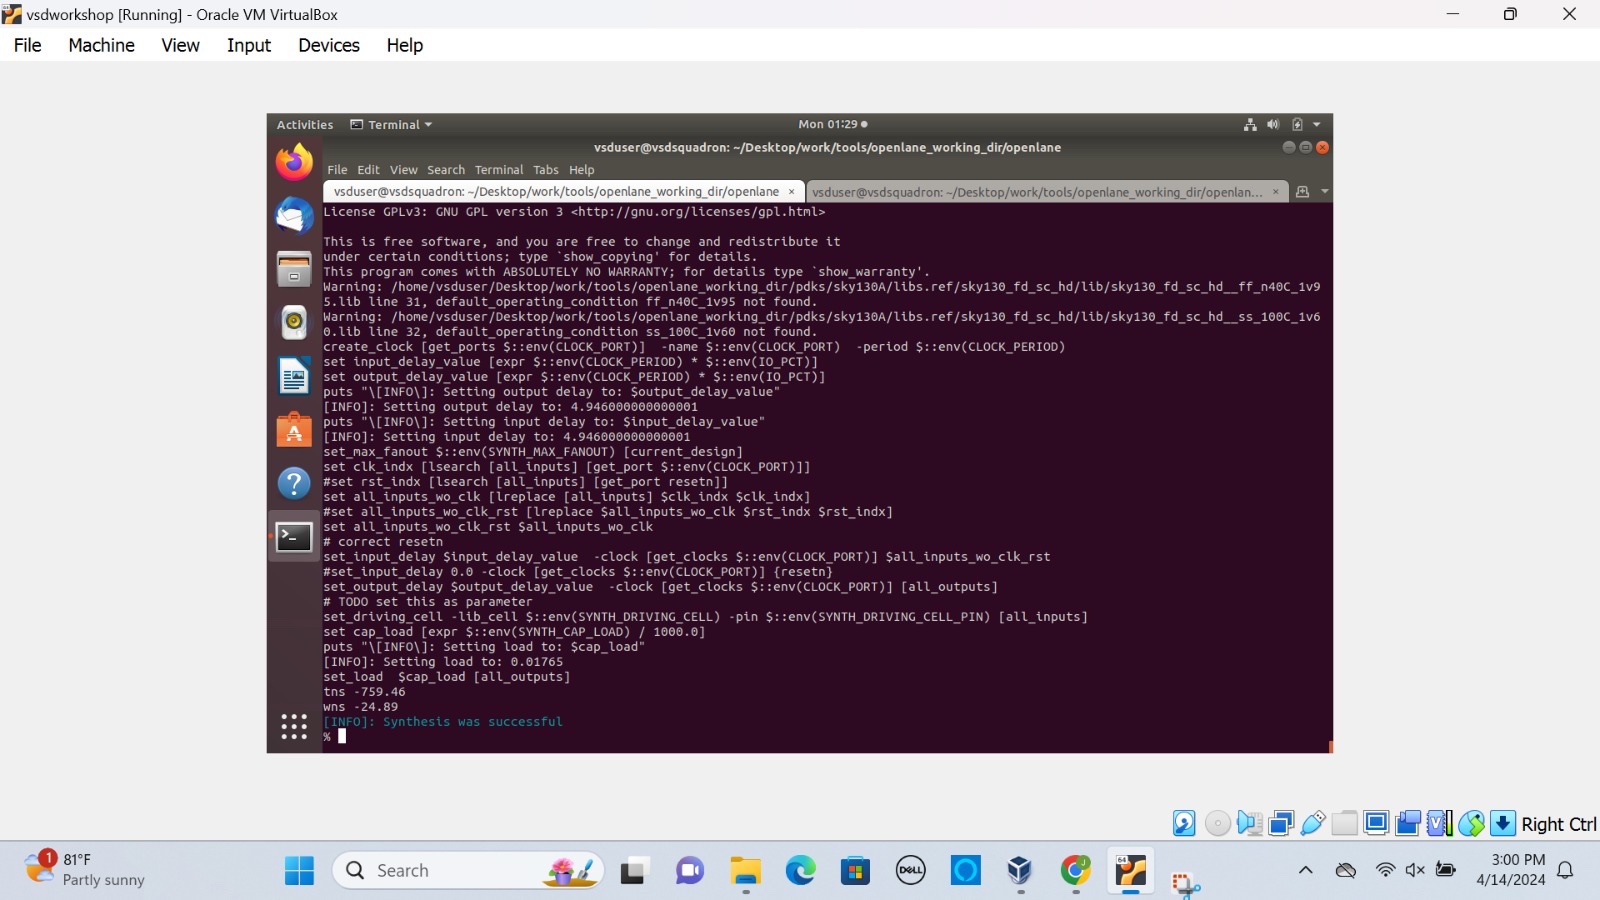 vsdworkshop [Running] - Oracle VM VirtualBox
File Machine View Input Devices Help
Activities Terminal Mon 01:29
vsduser@vsdsquadron: ~/Desktop/work/tools/openlane_working_dir/openlane
File Edit View Search Terminal Tabs Help
vsduser@vsdsquadron: ~/Desktop/work/tools/openlane_working_dir/openlane × vsduser@vsdsquadron: ~/Desktop/work/tools/openlane_working_dir/openlan... ×
License GPLv3: GNU GPL version 3 <http://gnu.org/licenses/gpl.html>
This is free software, and you are free to change and redistribute it
under certain conditions; type `show_copying' for details.
This program comes with ABSOLUTELY NO WARRANTY; for details type `show_warranty'.
Warning: /home/vsduser/Desktop/work/tools/openlane_working_dir/pdks/sky130A/libs.ref/sky130_fd_sc_hd/lib/sky130_fd_sc_hd__ff_n40C_1v9
5.lib line 31, default_operating_condition ff_n40C_1v95 not found.
Warning: /home/vsduser/Desktop/work/tools/openlane_working_dir/pdks/sky130A/libs.ref/sky130_fd_sc_hd/lib/sky130_fd_sc_hd__ss_100C_1v6
0.lib line 32, default_operating_condition ss_100C_1v60 not found.
create_clock [get_ports $::env(CLOCK_PORT)]  -name $::env(CLOCK_PORT)  -period $::env(CLOCK_PERIOD)
set input_delay_value [expr $::env(CLOCK_PERIOD) * $::env(IO_PCT)]
set output_delay_value [expr $::env(CLOCK_PERIOD) * $::env(IO_PCT)]
puts "\[INFO\]: Setting output delay to: $output_delay_value"
[INFO]: Setting output delay to: 4.946000000000001
puts "\[INFO\]: Setting input delay to: $input_delay_value"
[INFO]: Setting input delay to: 4.946000000000001
set_max_fanout $::env(SYNTH_MAX_FANOUT) [current_design]
set clk_indx [lsearch [all_inputs] [get_port $::env(CLOCK_PORT)]]
#set rst_indx [lsearch [all_inputs] [get_port resetn]]
set all_inputs_wo_clk [lreplace [all_inputs] $clk_indx $clk_indx]
#set all_inputs_wo_clk_rst [lreplace $all_inputs_wo_clk $rst_indx $rst_indx]
set all_inputs_wo_clk_rst $all_inputs_wo_clk
# correct resetn
set_input_delay $input_delay_value  -clock [get_clocks $::env(CLOCK_PORT)] $all_inputs_wo_clk_rst
#set_input_delay 0.0 -clock [get_clocks $::env(CLOCK_PORT)] {resetn}
set_output_delay $output_delay_value  -clock [get_clocks $::env(CLOCK_PORT)] [all_outputs]
# TODO set this as parameter
set_driving_cell -lib_cell $::env(SYNTH_DRIVING_CELL) -pin $::env(SYNTH_DRIVING_CELL_PIN) [all_inputs]
set cap_load [expr $::env(SYNTH_CAP_LOAD) / 1000.0]
puts "\[INFO\]: Setting load to: $cap_load"
[INFO]: Setting load to: 0.01765
set_load  $cap_load [all_outputs]
tns -759.46
wns -24.89
[INFO]: Synthesis was successful
%
Right Ctrl
1 81°F
Partly sunny
Search
DELL
64
3:00 PM
4/14/2024